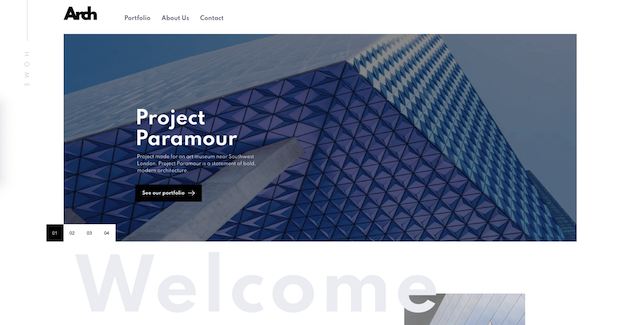 Arch
Portfolio About Us Contact
HOME
Project
Paramour
Project made for an art museum near Southwest
London. Project Paramour is a statement of bold,
modern architecture.
See our portfolio
01 02 03 04
Welcome